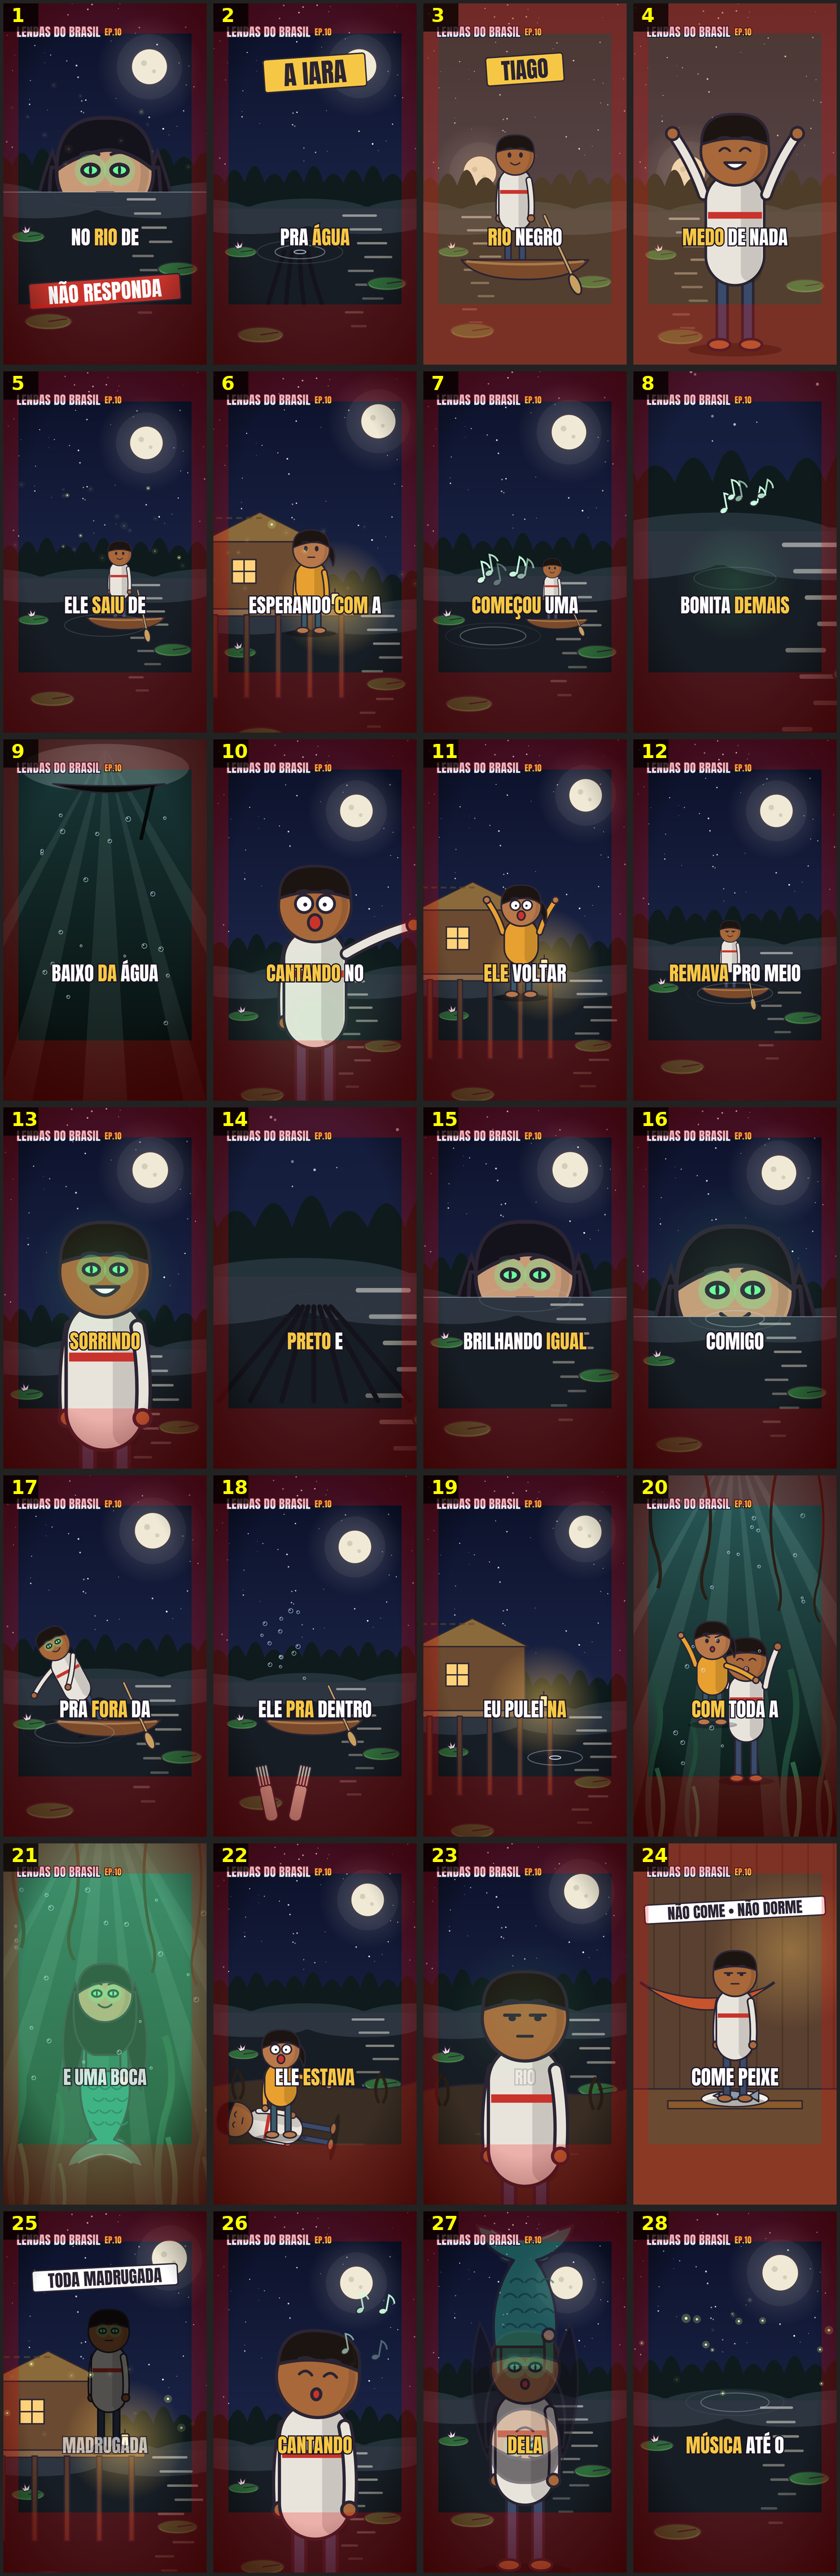 1
LENDAS DO BRASIL EP.10
NO RIO DE
NÃO RESPONDA
2
LENDAS DO BRASIL EP.10
A IARA
PRA ÁGUA
3
LENDAS DO BRASIL EP.10
TIAGO
RIO NEGRO
4
LENDAS DO BRASIL EP.10
MEDO DE NADA
5
LENDAS DO BRASIL EP.10
ELE SAIU DE
6
LENDAS DO BRASIL EP.10
ESPERANDO COM A
7
LENDAS DO BRASIL EP.10
COMEÇOU UMA
8
LENDAS DO BRASIL EP.10
BONITA DEMAIS
9
LENDAS DO BRASIL EP.10
BAIXO DA ÁGUA
10
LENDAS DO BRASIL EP.10
CANTANDO NO
11
LENDAS DO BRASIL EP.10
ELE VOLTAR
12
LENDAS DO BRASIL EP.10
REMAVA PRO MEIO
13
LENDAS DO BRASIL EP.10
SORRINDO
14
LENDAS DO BRASIL EP.10
PRETO E
15
LENDAS DO BRASIL EP.10
BRILHANDO IGUAL
16
LENDAS DO BRASIL EP.10
COMIGO
17
LENDAS DO BRASIL EP.10
PRA FORA DA
18
LENDAS DO BRASIL EP.10
ELE PRA DENTRO
19
LENDAS DO BRASIL EP.10
EU PULEI NA
20
LENDAS DO BRASIL EP.10
COM TODA A
21
LENDAS DO BRASIL EP.10
E UMA BOCA
22
LENDAS DO BRASIL EP.10
ELE ESTAVA
23
LENDAS DO BRASIL EP.10
RIO
24
LENDAS DO BRASIL EP.10
NÃO COME • NÃO DORME
COME PEIXE
25
LENDAS DO BRASIL EP.10
TODA MADRUGADA
MADRUGADA
26
LENDAS DO BRASIL EP.10
CANTANDO
27
LENDAS DO BRASIL EP.10
DELA
28
LENDAS DO BRASIL EP.10
MÚSICA ATÉ O